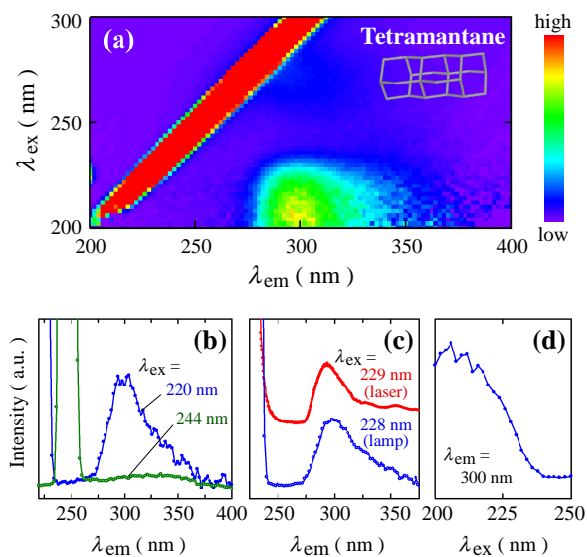 (a)
Tetramantane
high
low
300
250
200
λex ( nm )
200
250
300
350
400
λem ( nm )
(b)
λex =
220 nm
244 nm
Intensity ( a.u. )
250
300
350
400
λem ( nm )
(c)
λex =
229 nm
(laser)
228 nm
(lamp)
250
300
350
λem ( nm )
(d)
λem =
300 nm
200
225
250
275
λex ( nm )